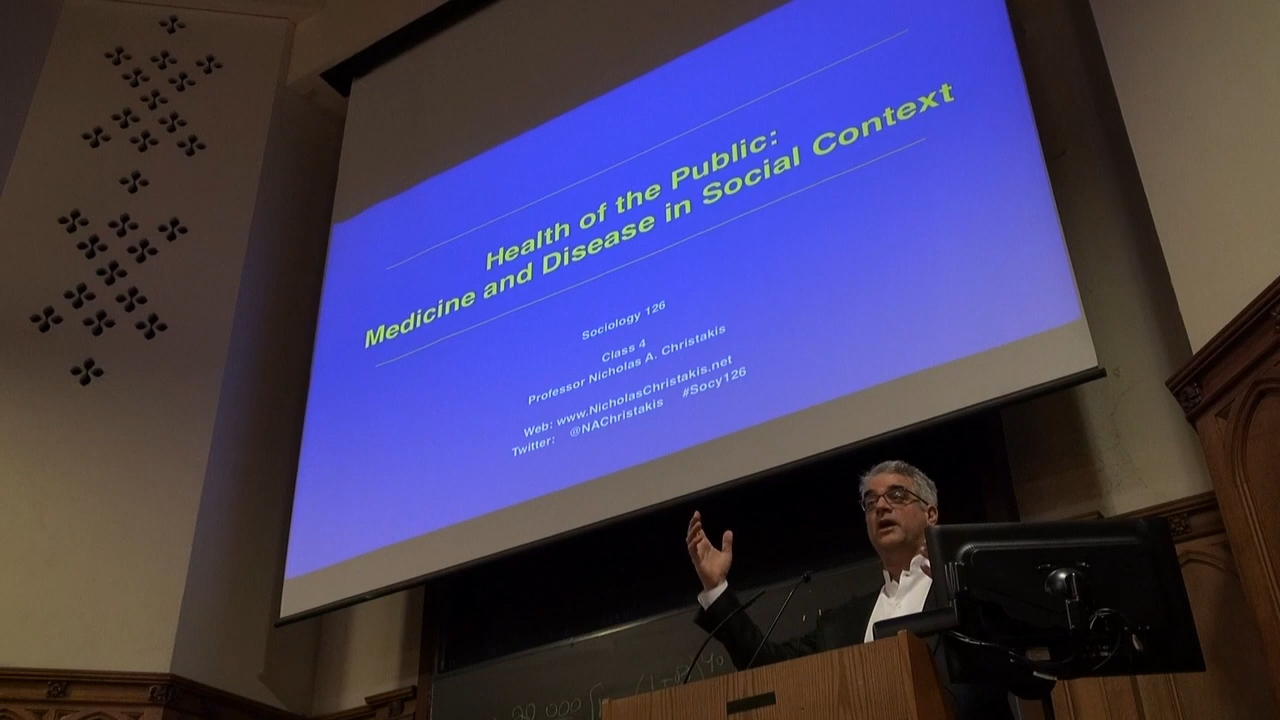 Health of the Public:
Medicine and Disease in Social Context
Sociology 126
Class 4
Professor Nicholas A. Christakis
Web: www.NicholasChristakis.net
Twitter: @NAChristakis #Socy126